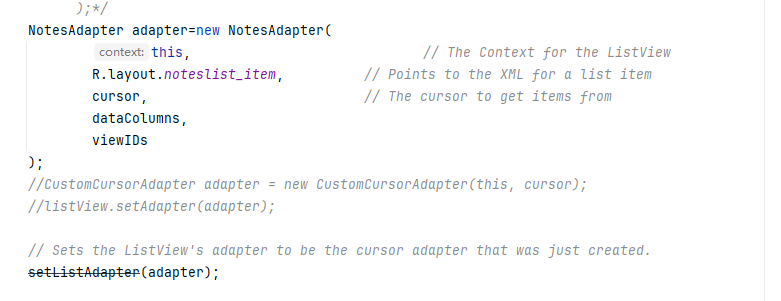 );*/
NotesAdapter adapter=new NotesAdapter(
context: this, // The Context for the ListView
R.layout.noteslist_item, // Points to the XML for a list item
cursor, // The cursor to get items from
dataColumns,
viewIDs
);
//CustomCursorAdapter adapter = new CustomCursorAdapter(this, cursor);
//listView.setAdapter(adapter);
// Sets the ListView's adapter to be the cursor adapter that was just created.
setListAdapter(adapter);